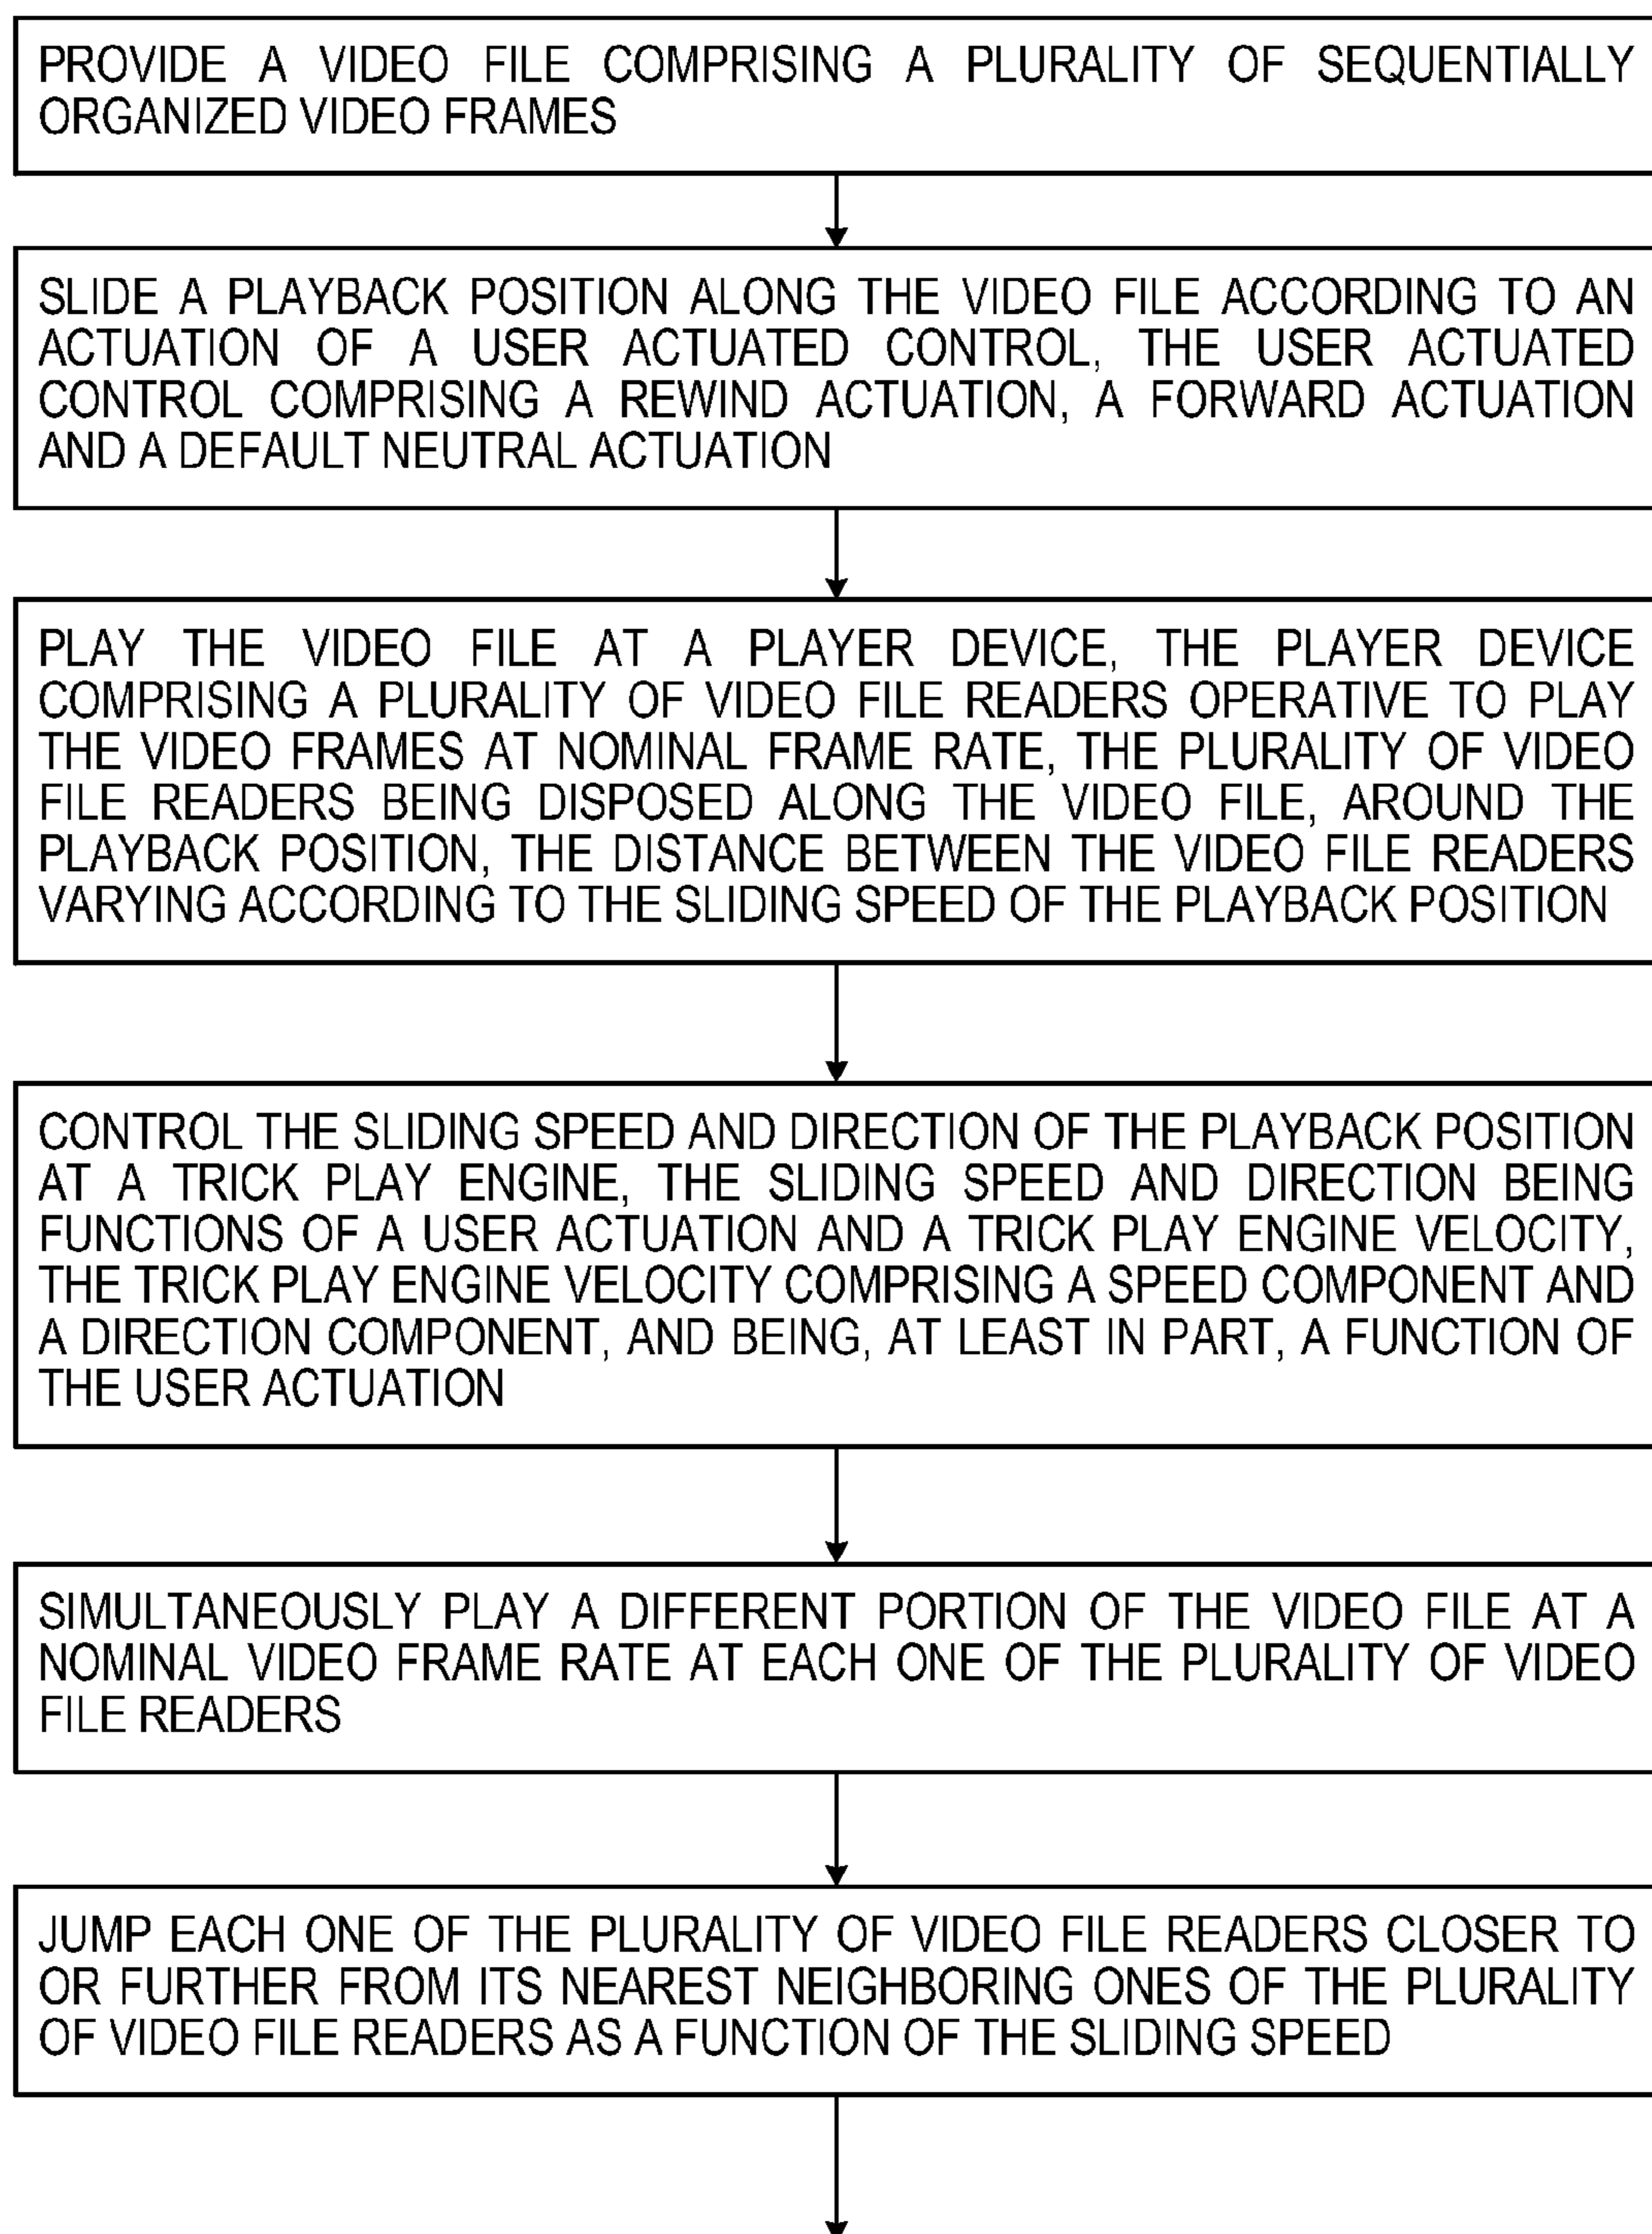 PROVIDE A VIDEO FILE COMPRISING A PLURALITY OF SEQUENTIALLY
ORGANIZED VIDEO FRAMES
SLIDE A PLAYBACK POSITION ALONG THE VIDEO FILE ACCORDING TO AN
ACTUATION OF A USER ACTUATED CONTROL, THE USER ACTUATED
CONTROL COMPRISING A REWIND ACTUATION, A FORWARD ACTUATION
AND A DEFAULT NEUTRAL ACTUATION
PLAY THE VIDEO FILE AT A PLAYER DEVICE, THE PLAYER DEVICE
COMPRISING A PLURALITY OF VIDEO FILE READERS OPERATIVE TO PLAY
THE VIDEO FRAMES AT NOMINAL FRAME RATE, THE PLURALITY OF VIDEO
FILE READERS BEING DISPOSED ALONG THE VIDEO FILE, AROUND THE
PLAYBACK POSITION, THE DISTANCE BETWEEN THE VIDEO FILE READERS
VARYING ACCORDING TO THE SLIDING SPEED OF THE PLAYBACK POSITION
CONTROL THE SLIDING SPEED AND DIRECTION OF THE PLAYBACK POSITION
AT A TRICK PLAY ENGINE, THE SLIDING SPEED AND DIRECTION BEING
FUNCTIONS OF A USER ACTUATION AND A TRICK PLAY ENGINE VELOCITY,
THE TRICK PLAY ENGINE VELOCITY COMPRISING A SPEED COMPONENT AND
A DIRECTION COMPONENT, AND BEING, AT LEAST IN PART, A FUNCTION OF
THE USER ACTUATION
SIMULTANEOUSLY PLAY A DIFFERENT PORTION OF THE VIDEO FILE AT A
NOMINAL VIDEO FRAME RATE AT EACH ONE OF THE PLURALITY OF VIDEO
FILE READERS
JUMP EACH ONE OF THE PLURALITY OF VIDEO FILE READERS CLOSER TO
OR FURTHER FROM ITS NEAREST NEIGHBORING ONES OF THE PLURALITY
OF VIDEO FILE READERS AS A FUNCTION OF THE SLIDING SPEED